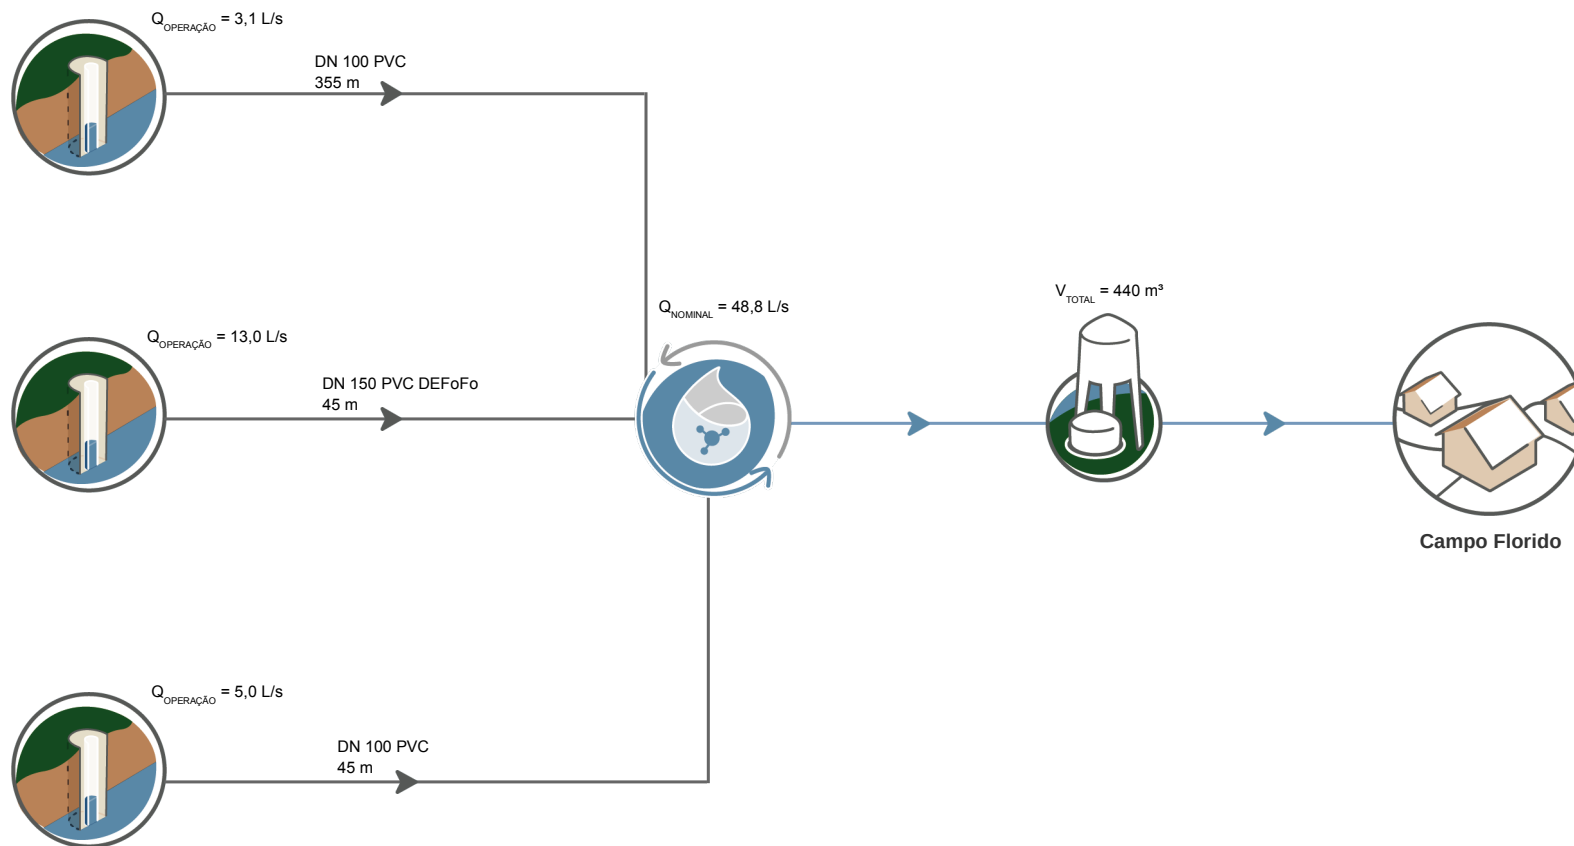 Q OPERAÇÃO = 3,1 L/s
DN 100 PVC
355 m
Q OPERAÇÃO = 13,0 L/s
DN 150 PVC DEFoFo
45 m
Q NOMINAL = 48,8 L/s
V TOTAL = 440 m³
Campo Florido
Q OPERAÇÃO = 5,0 L/s
DN 100 PVC
45 m